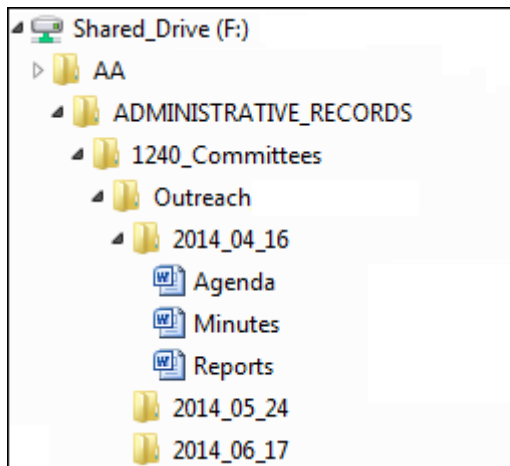 Shared_Drive (F:)
AA
ADMINISTRATIVE_RECORDS
1240_Committees
Outreach
2014_04_16
Agenda
Minutes
Reports
2014_05_24
2014_06_17